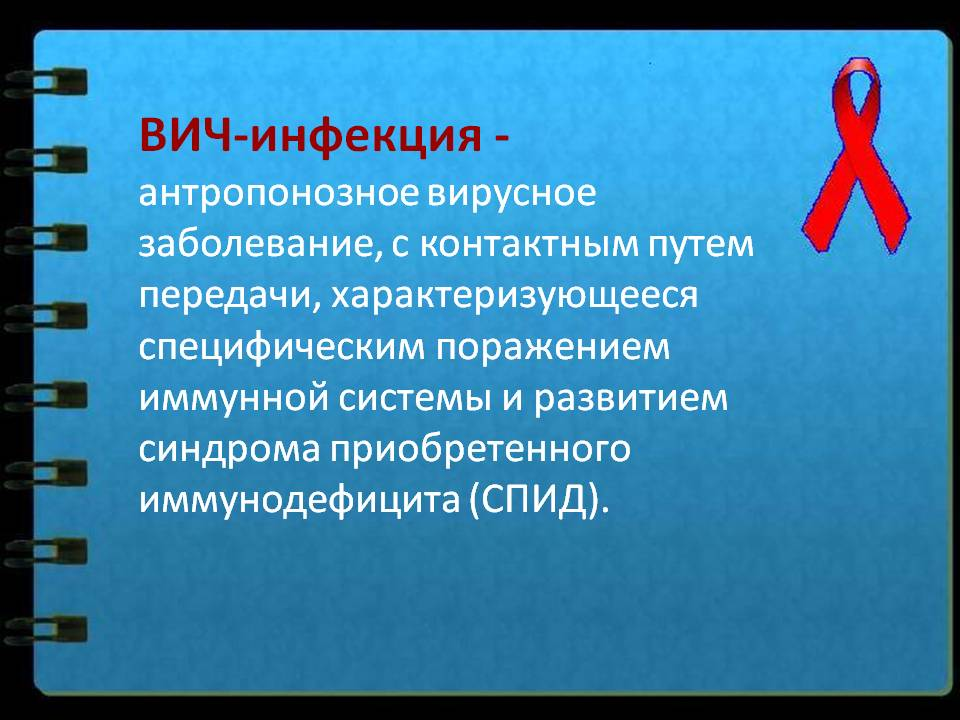 ВИЧ-инфекция -
антропонозное вирусное
заболевание, с контактным путем
передачи, характеризующееся
специфическим поражением
иммунной системы и развитием
синдрома приобретенного
иммунодефицита (СПИД).